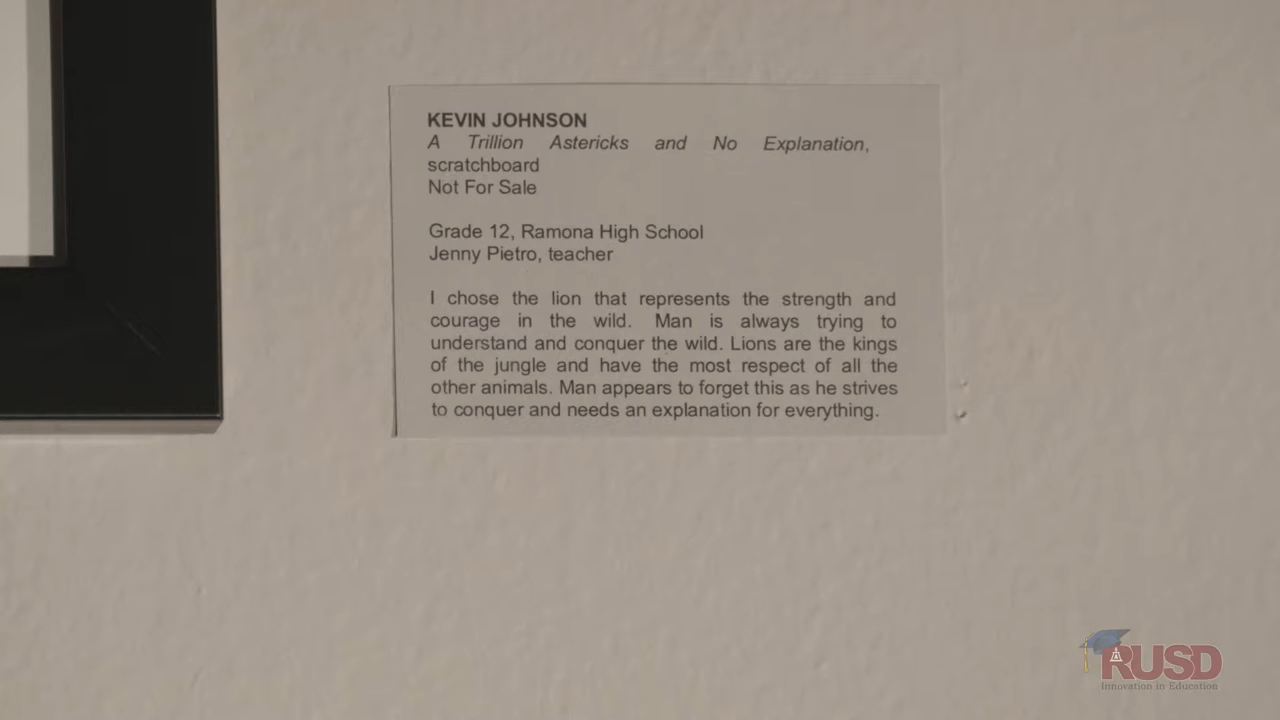 KEVIN JOHNSON
A Trillion Astericks and No Explanation,
scratchboard
Not For Sale
Grade 12, Ramona High School
Jenny Pietro, teacher
I chose the lion that represents the strength and
courage in the wild. Man is always trying to
understand and conquer the wild. Lions are the kings
of the jungle and have the most respect of all the
other animals. Man appears to forget this as he strives
to conquer and needs an explanation for everything.
RUSD
Innovation in Education